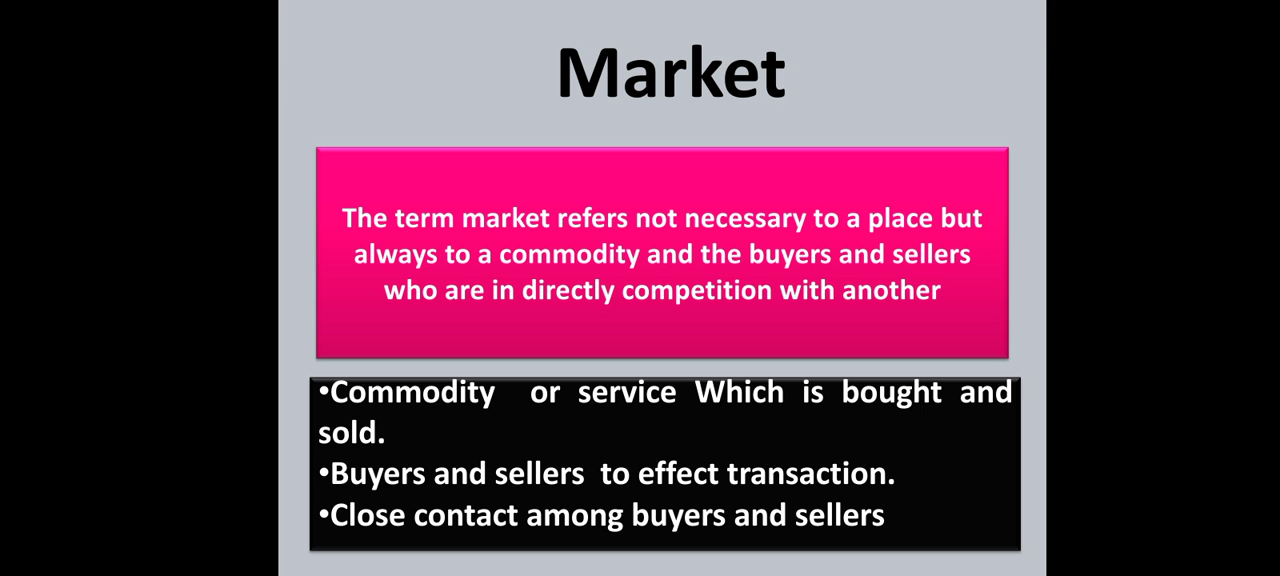 Market
The term market refers not necessary to a place but
always to a commodity and the buyers and sellers
who are in directly competition with another
•Commodity or service Which is bought and
sold.
•Buyers and sellers to effect transaction.
•Close contact among buyers and sellers